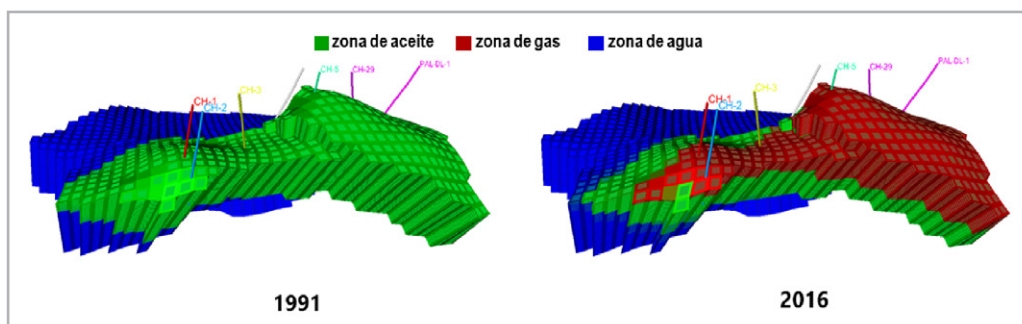 zona de aceite zona de gas zona de agua
CH-5 CH-29 PAL-DL-1
CH-1 CH-2 CH-3
CH-5 CH-29 PAL-DL-1
CH-1 CH-2 CH-3
1991 2016